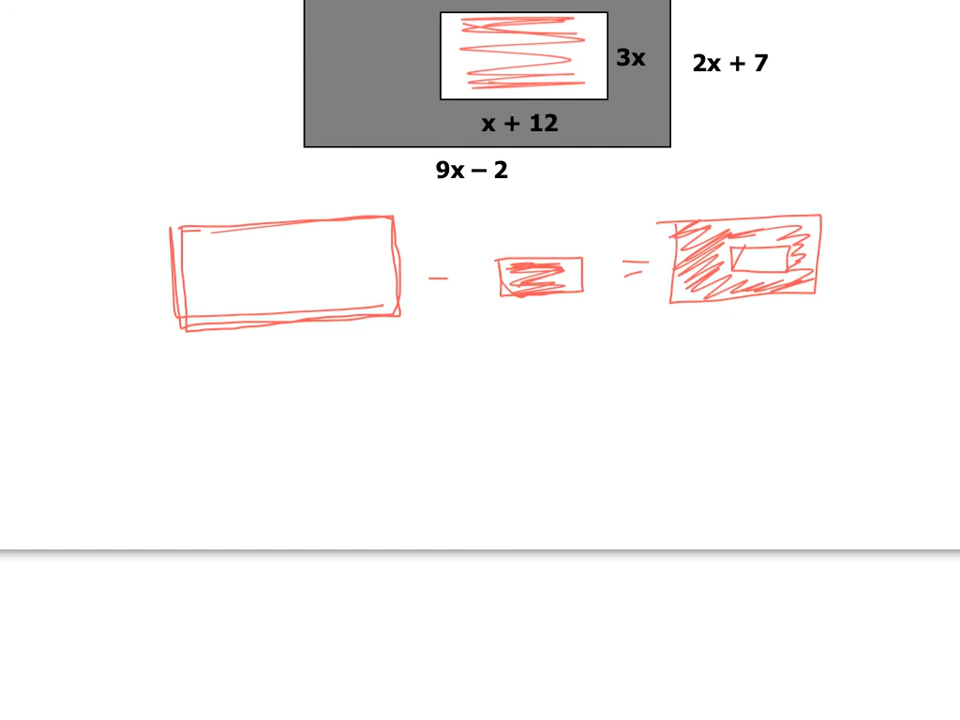 3x
2x + 7
x + 12
9x – 2
- =